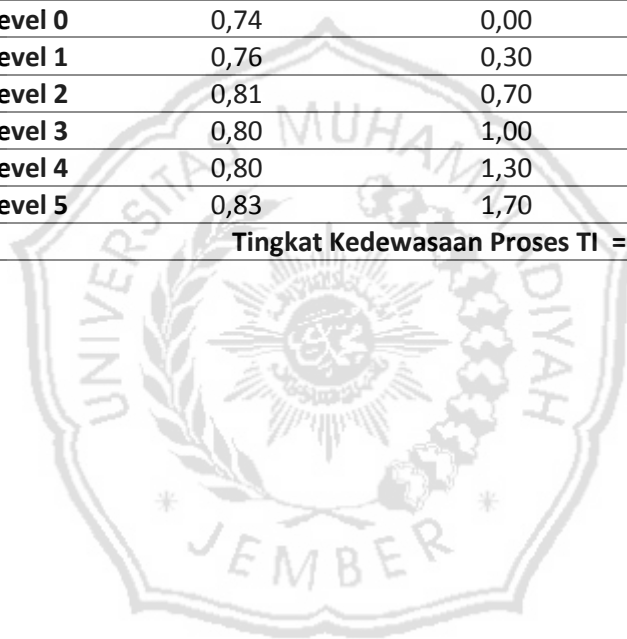 evel 0 0,74 0,00
evel 1 0,76 0,30
evel 2 0,81 0,70
evel 3 0,80 1,00
evel 4 0,80 1,30
evel 5 0,83 1,70
Tingkat Kedewasaan Proses TI =
UNIVERSITAS MUHAMMADIYAH
JEMBER